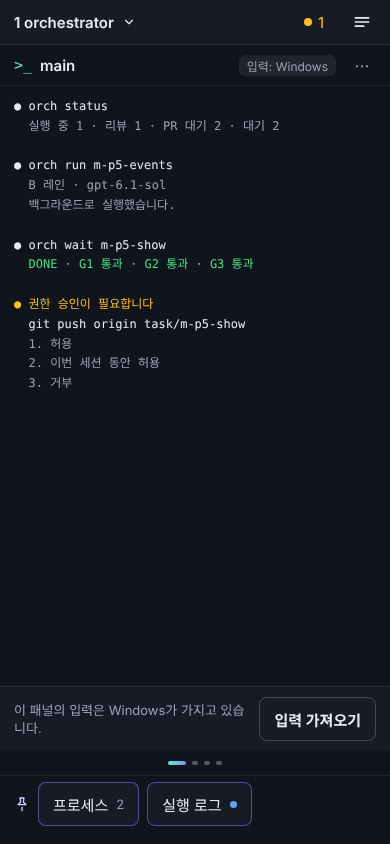 1 orchestrator
1
>_ main
입력: Windows
● orch status
실행 중 1 · 리뷰 1 · PR 대기 2 · 대기 2
● orch run m-p5-events
B 레인 · gpt-6.1-sol
백그라운드로 실행했습니다.
● orch wait m-p5-show
DONE · G1 통과 · G2 통과 · G3 통과
● 권한 승인이 필요합니다
git push origin task/m-p5-show
1. 허용
2. 이번 세션 동안 허용
3. 거부
이 패널의 입력은 Windows가 가지고 있습
니다.
입력 가져오기
프로세스 2
실행 로그